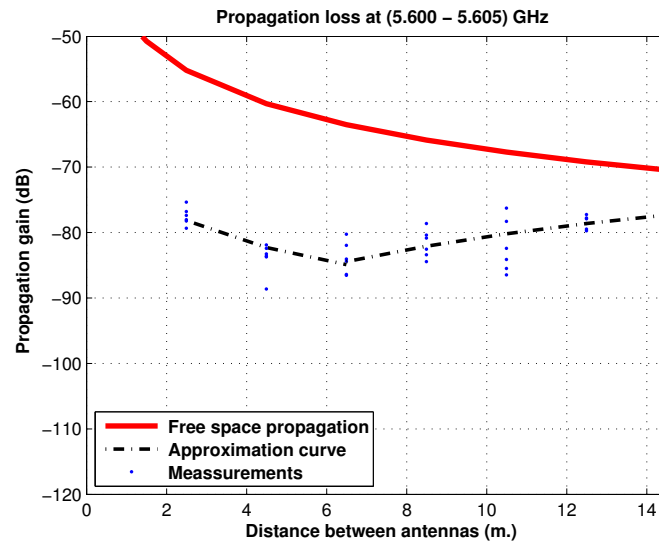 Propagation loss at (5.600 − 5.605) GHz
Propagation gain (dB)
−50
−60
−70
−80
−90
−100
−110
−120
Free space propagation
Approximation curve
Meassurements
0 2 4 6 8 10 12 14
Distance between antennas (m.)